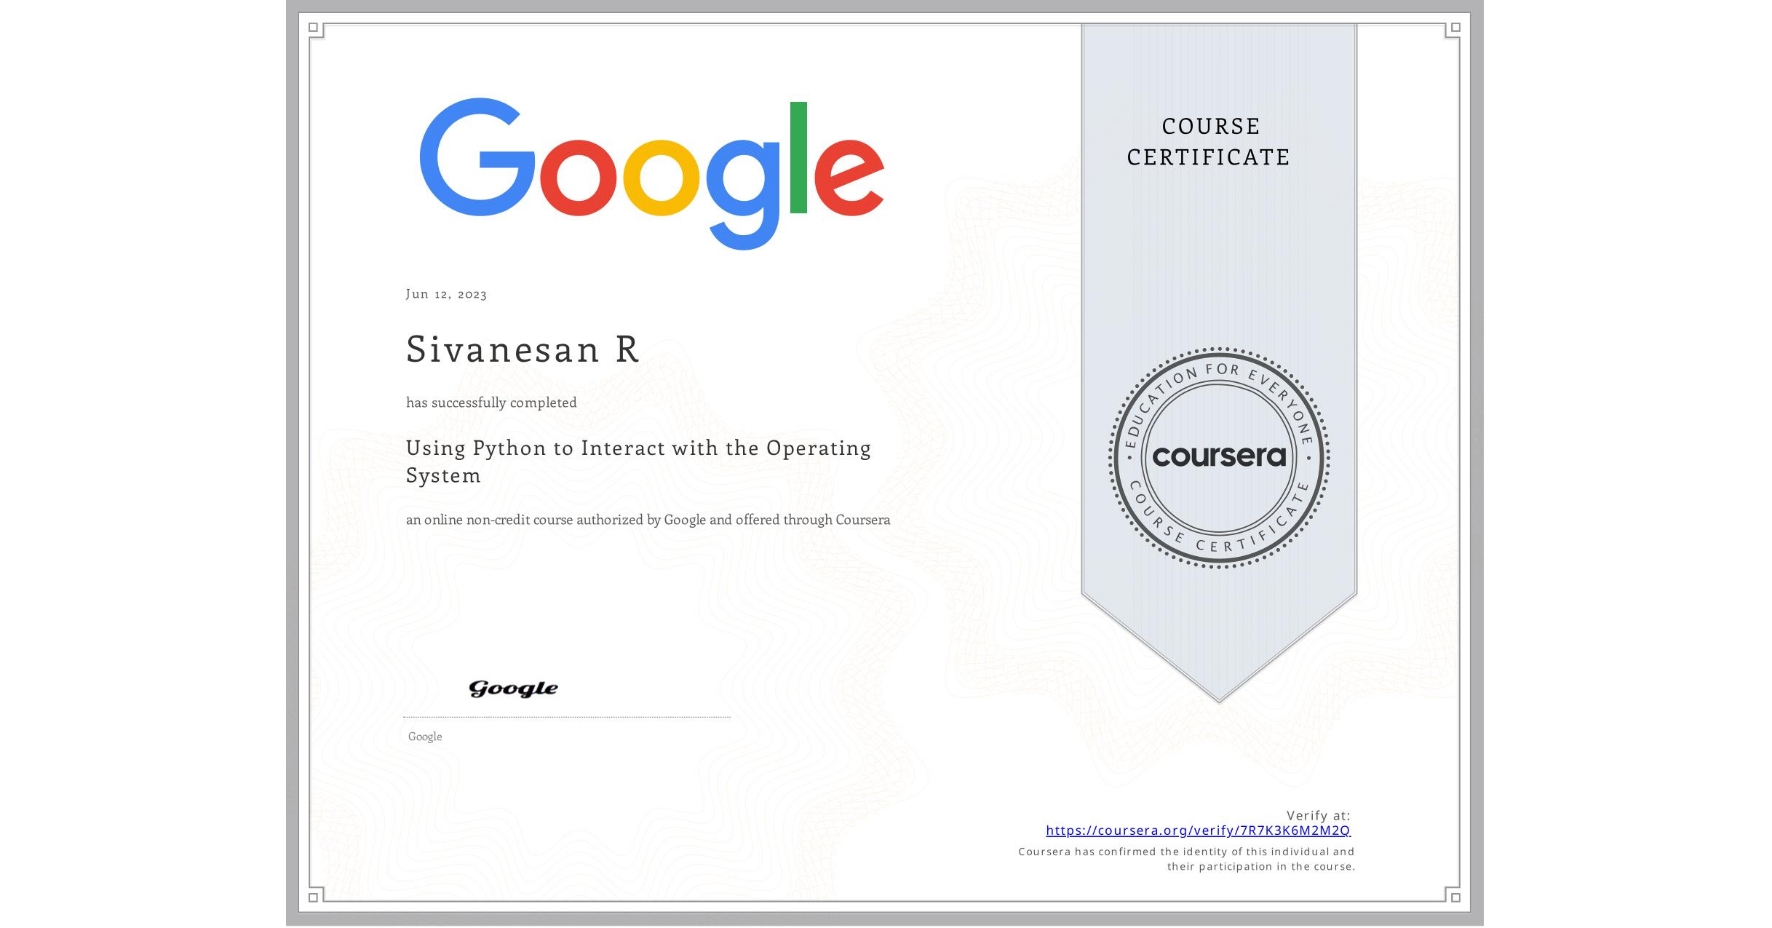 Google
COURSE
CERTIFICATE
Jun 12, 2023
Sivanesan R
has successfully completed
Using Python to Interact with the Operating
System
an online non-credit course authorized by Google and offered through Coursera
EDUCATION FOR EVERYONE
coursera
COURSE CERTIFICATE
Google
Google
Verify at:
https://coursera.org/verify/7R7K3K6M2M2Q
Coursera has confirmed the identity of this individual and
their participation in the course.